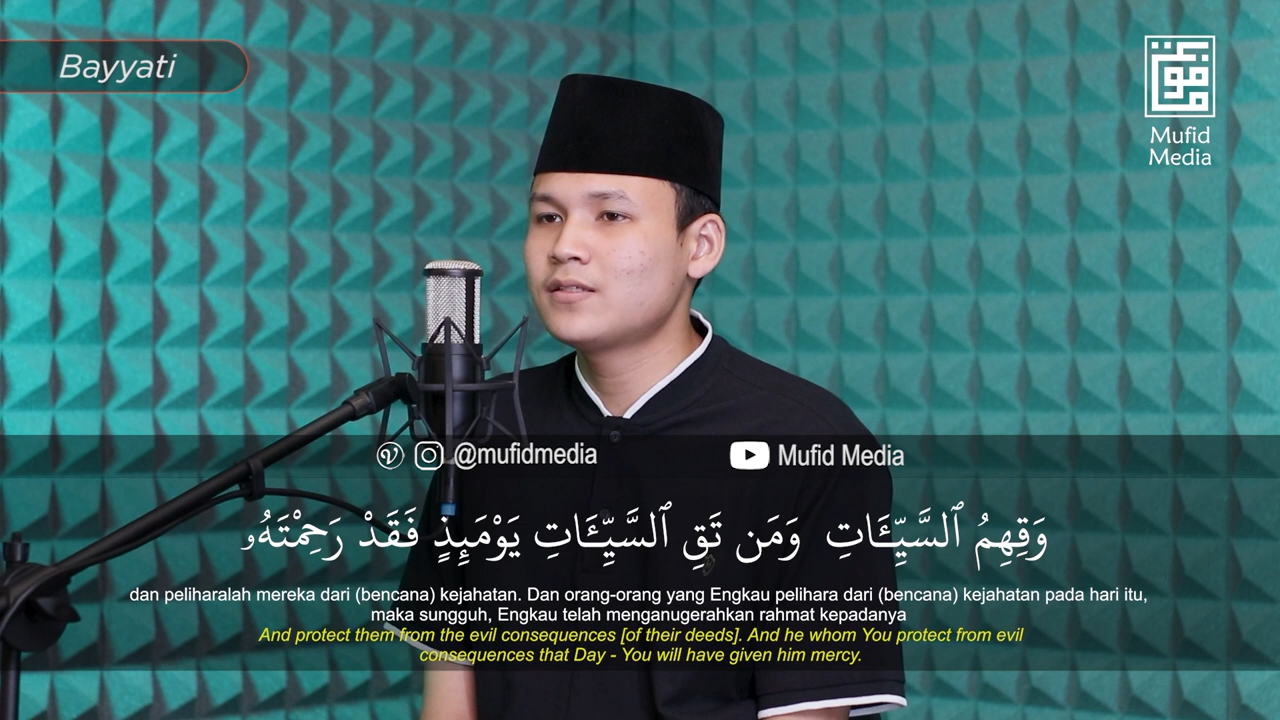 Bayyati
Mufid
Media
@mufidmedia
Mufid Media
وَقِهِمُ ٱلسَّيِّـَٔاتِ وَمَن تَقِ ٱلسَّيِّـَٔاتِ يَوْمَئِذٍ فَقَدْ رَحِمْتَهُۥ
dan peliharalah mereka dari (bencana) kejahatan. Dan orang-orang yang Engkau pelihara dari (bencana) kejahatan pada hari itu,
maka sungguh, Engkau telah menganugerahkan rahmat kepadanya
And protect them from the evil consequences [of their deeds]. And he whom You protect from evil
consequences that Day - You will have given him mercy.